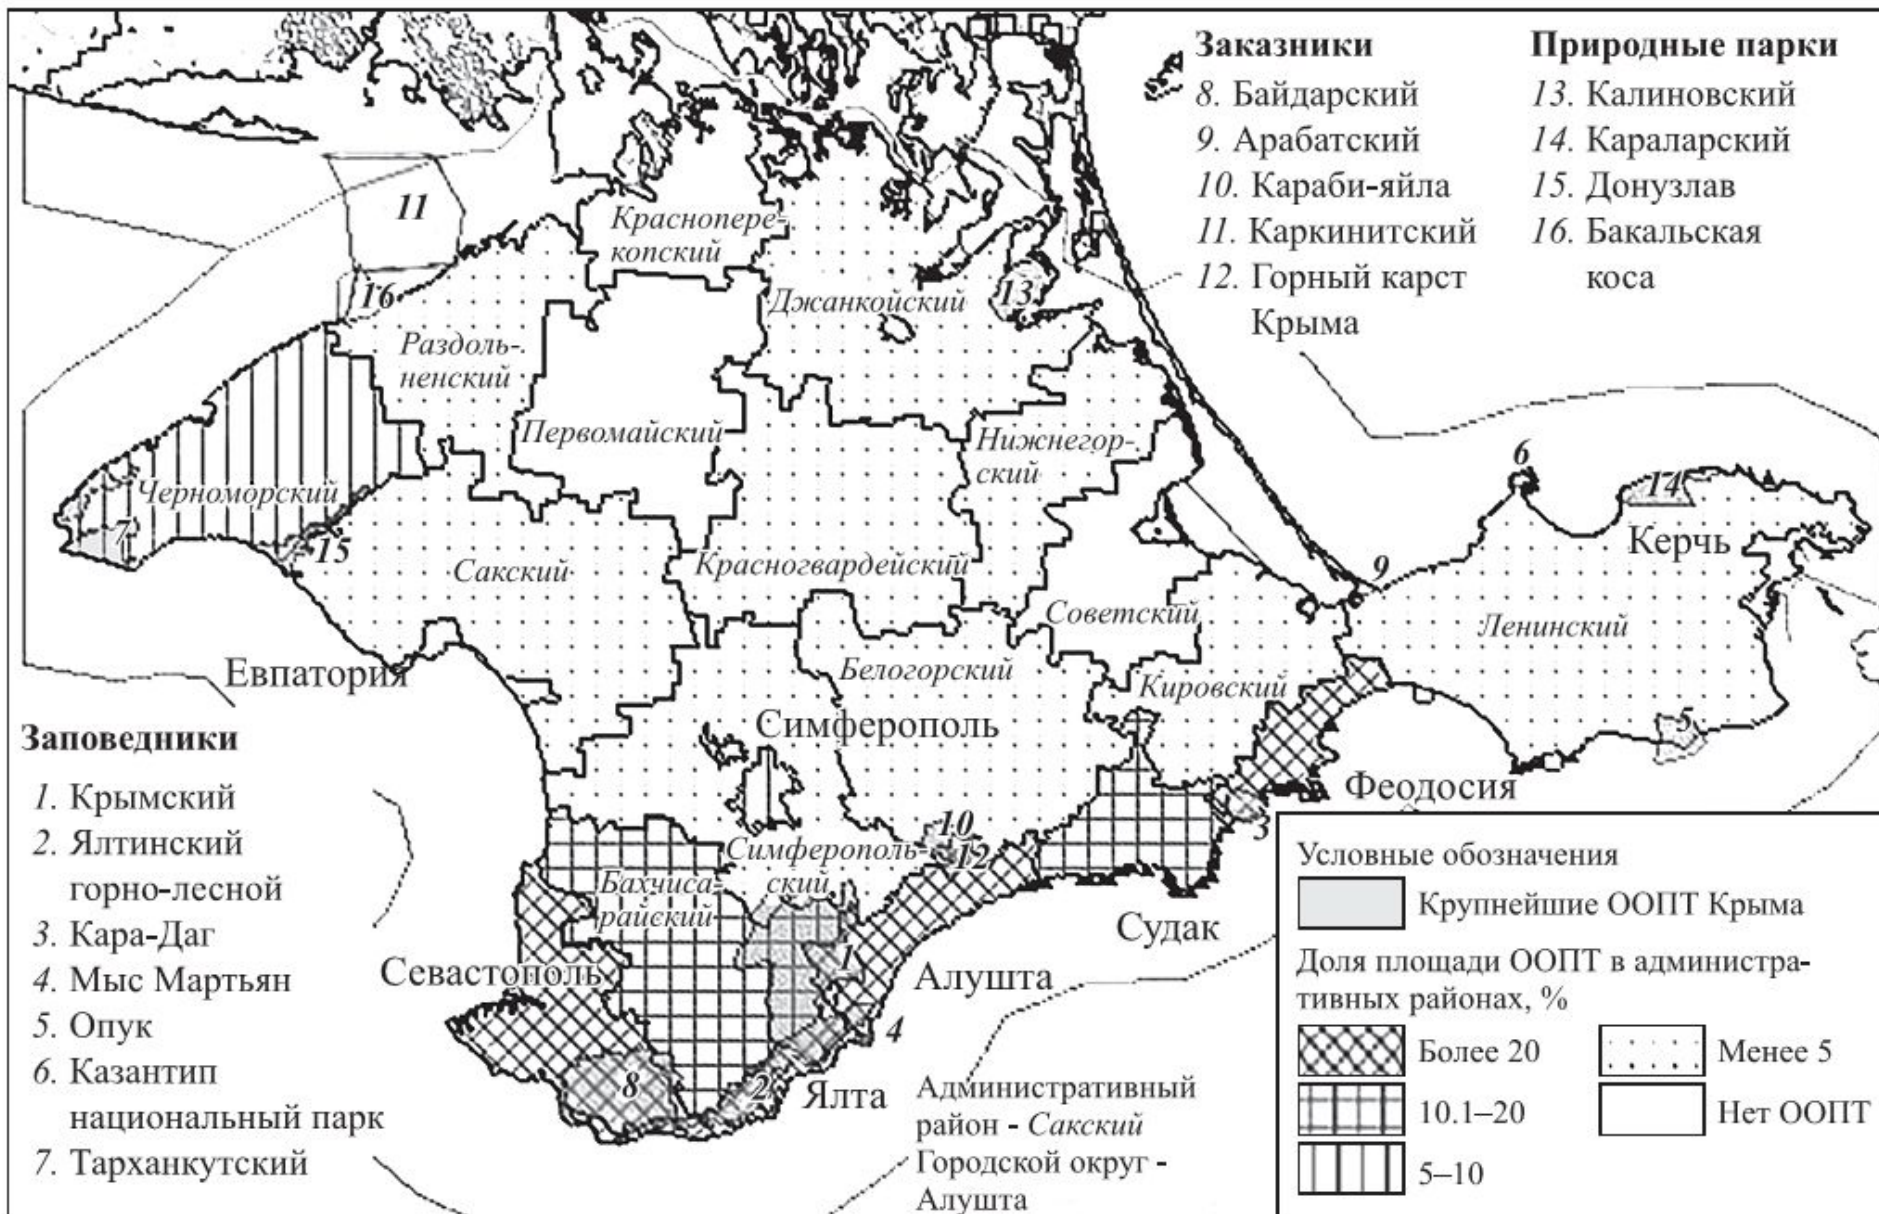 Заказники
8. Байдарский
9. Арабатский
10. Караби-яйла
11. Каркинитский
12. Горный карст
Крыма
Природные парки
13. Калиновский
14. Караларский
15. Донузлав
16. Бакальская
коса
11
16
Краснопере-
копский
Джанкойский
13
Раздоль-
ненский
Первомайский
Нижнегор-
ский
6
14
Черноморский
7
15
Сакский
Красногвардейский
Керчь
9
Советский
Ленинский
Евпатория
Белогорский
Кировский
Симферополь
5
Феодосия
3
10
12
Симферополь-
ский
Бахчиса-
райский
Судак
Севастополь
1
Алушта
4
8
2
Ялта
Заповедники
1. Крымский
2. Ялтинский
горно-лесной
3. Кара-Даг
4. Мыс Мартьян
5. Опук
6. Казантип
национальный парк
7. Тарханкутский
Административный
район - Сакский
Городской округ -
Алушта
Условные обозначения
Крупнейшие ООПТ Крыма
Доля площади ООПТ в администра-
тивных районах, %
Более 20
10.1–20
5–10
Менее 5
Нет ООПТ